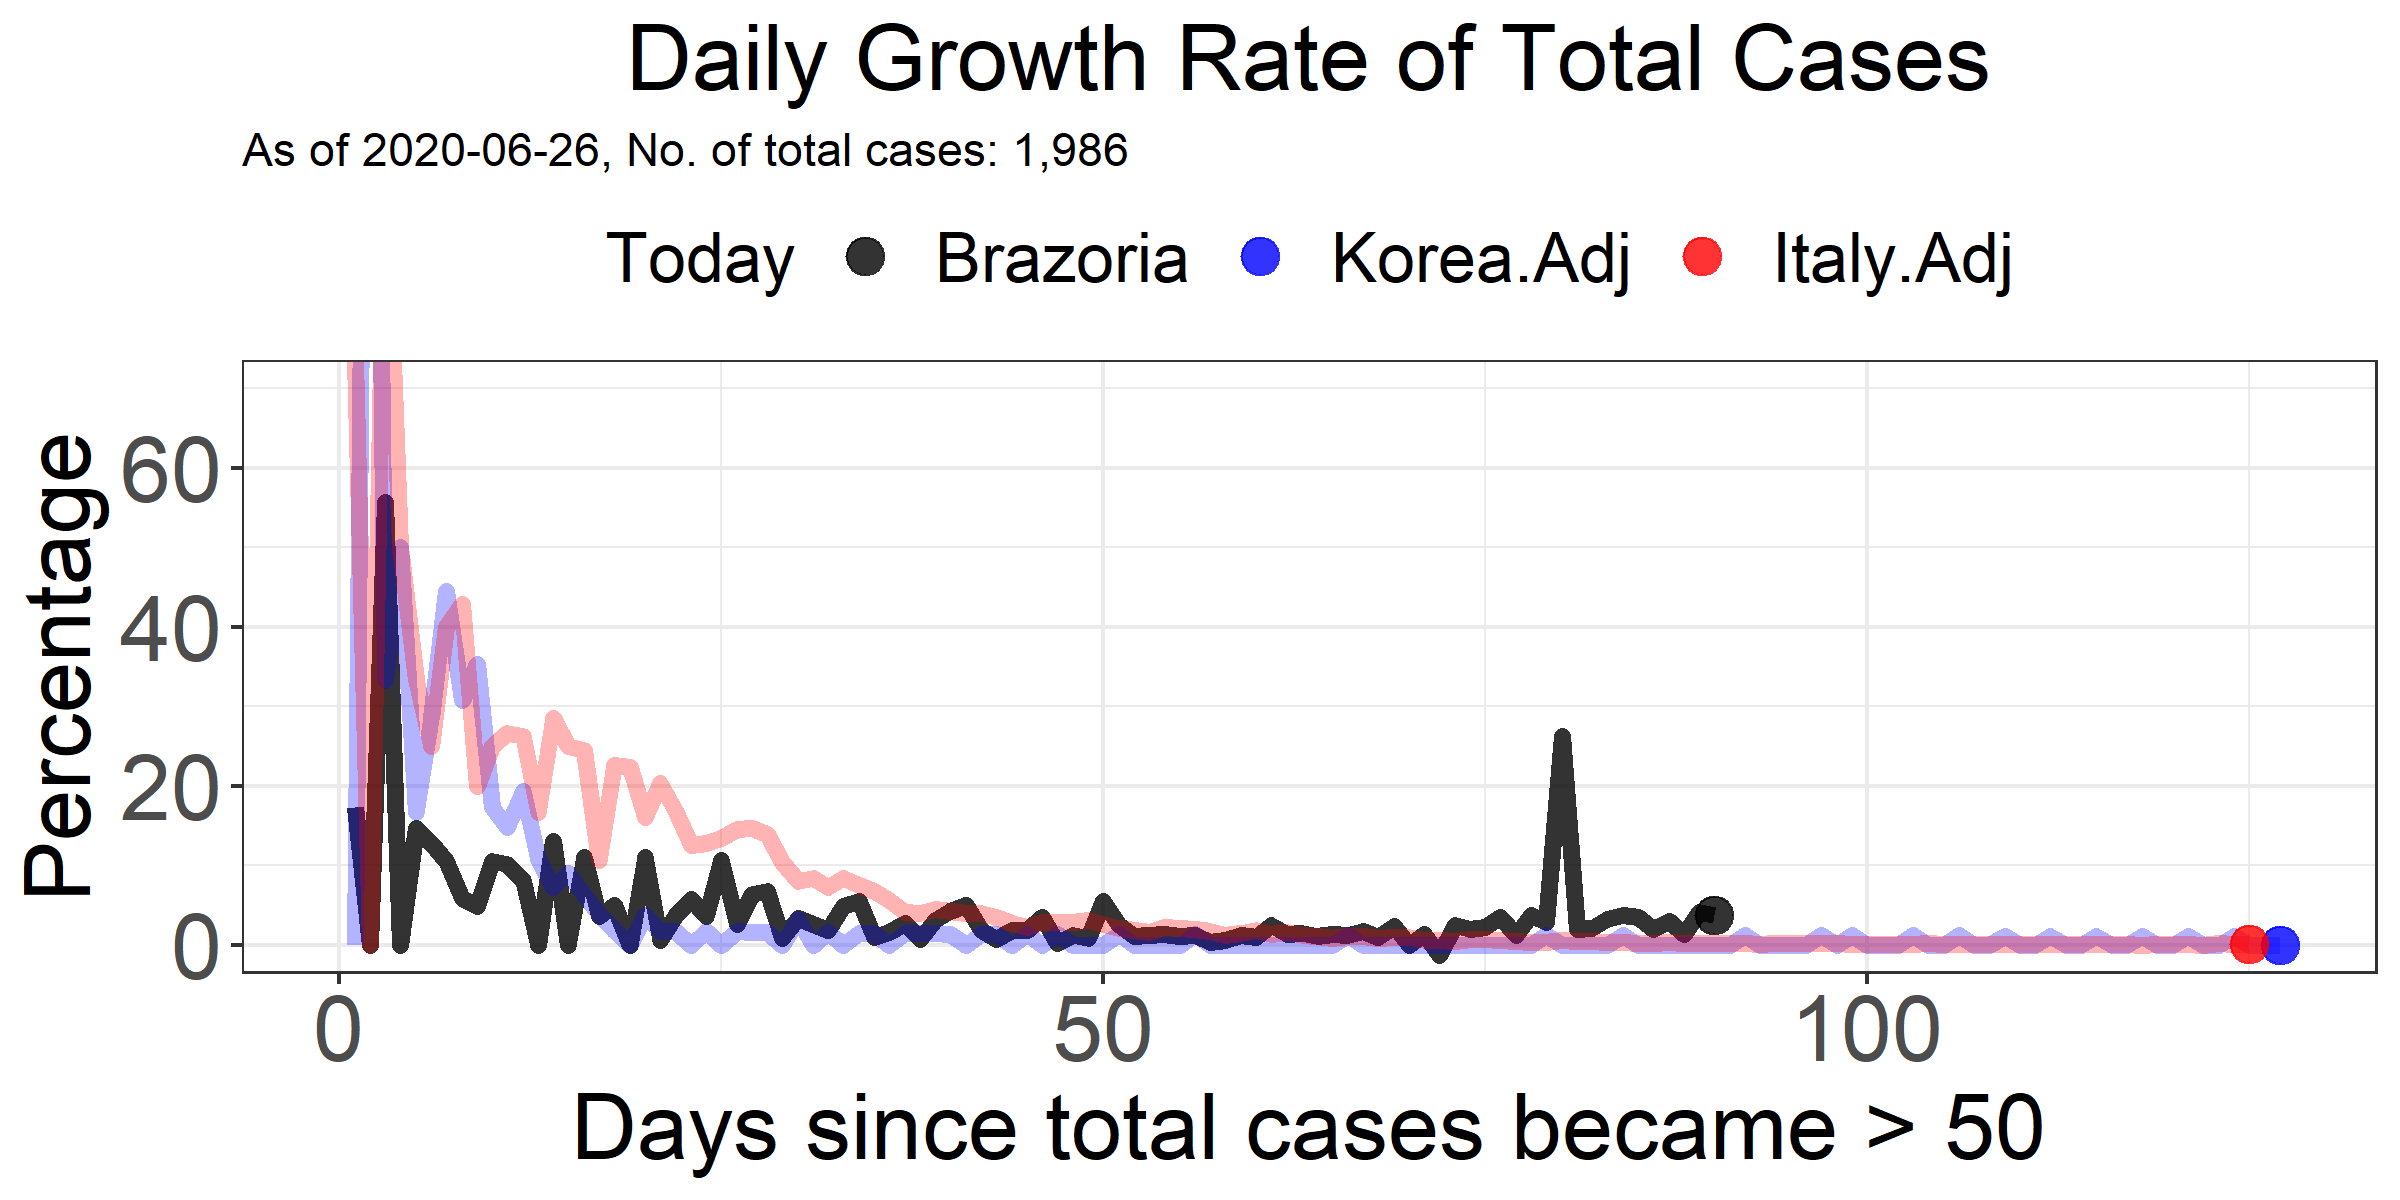 Daily Growth Rate of Total Cases
As of 2020-06-26, No. of total cases: 1,986
Today Brazoria Korea.Adj Italy.Adj
Percentage
60
40
20
0
0 50 100
Days since total cases became > 50